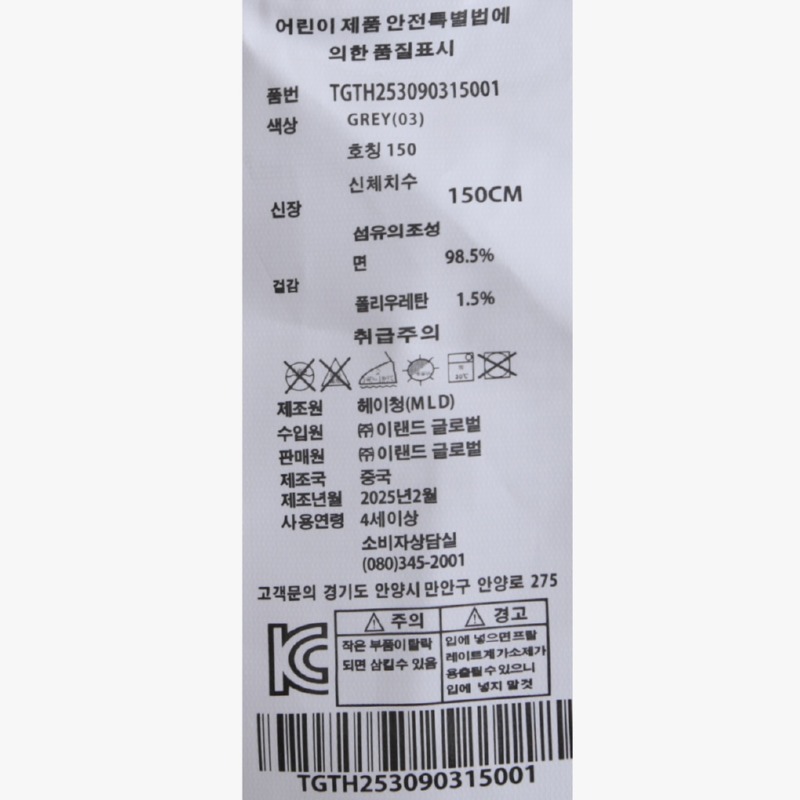 어린이 제품 안전특별법에
의한 품질표시
품번 TGTH253090315001
색상 GREY(03)
호칭 150
신체치수
신장 150CM
섬유의조성
면 98.5%
겉감
폴리우레탄 1.5%
취급주의
제조원 헤이청(MLD)
수입원 ㈜이랜드 글로벌
판매원 ㈜이랜드 글로벌
제조국 중국
제조년월 2025년2월
사용연령 4세이상
소비자상담실
(080)345-2001
고객문의 경기도 안양시 만안구 안양로 275
주의
작은 부품이 탈락
되면 삼킬수 있음
경고
입에 넣으면 프탈
레이트계가소제가
용출될 수 있으니
입에 넣지 말것
TGTH253090315001